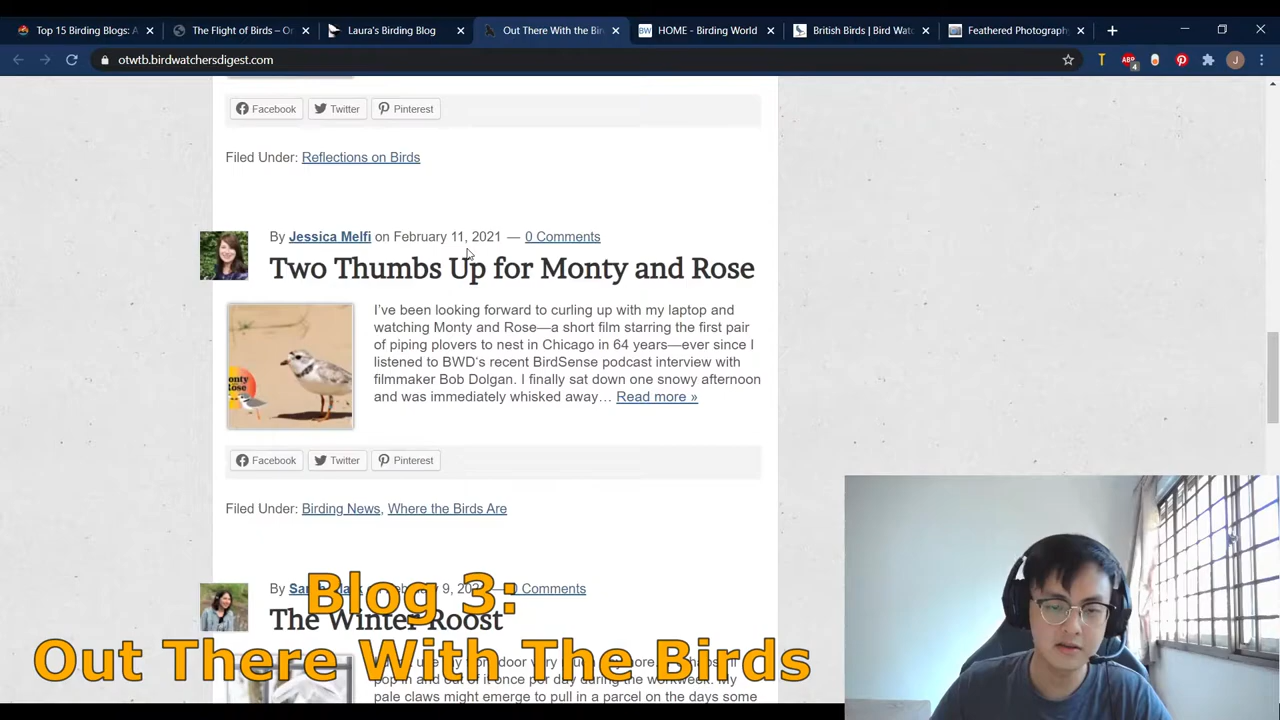 Top 15 Birding Blogs: A
The Flight of Birds – Or
Laura's Birding Blog
Out There With the Bir
HOME - Birding World
British Birds | Bird Watc
Feathered Photograph
otwtb.birdwatchersdigest.com
Facebook Twitter Pinterest
Filed Under: Reflections on Birds
By Jessica Melfi on February 11, 2021 — 0 Comments
Two Thumbs Up for Monty and Rose
I've been looking forward to curling up with my laptop and
watching Monty and Rose—a short film starring the first pair
of piping plovers to nest in Chicago in 64 years—ever since I
listened to BWD's recent BirdSense podcast interview with
filmmaker Bob Dolgan. I finally sat down one snowy afternoon
and was immediately whisked away… Read more »
Facebook Twitter Pinterest
Filed Under: Birding News, Where the Birds Are
Comments
The Winter Roost
Blog 3:
Out There With The Birds
pale claws might emerge to pull in a parcel on the days some